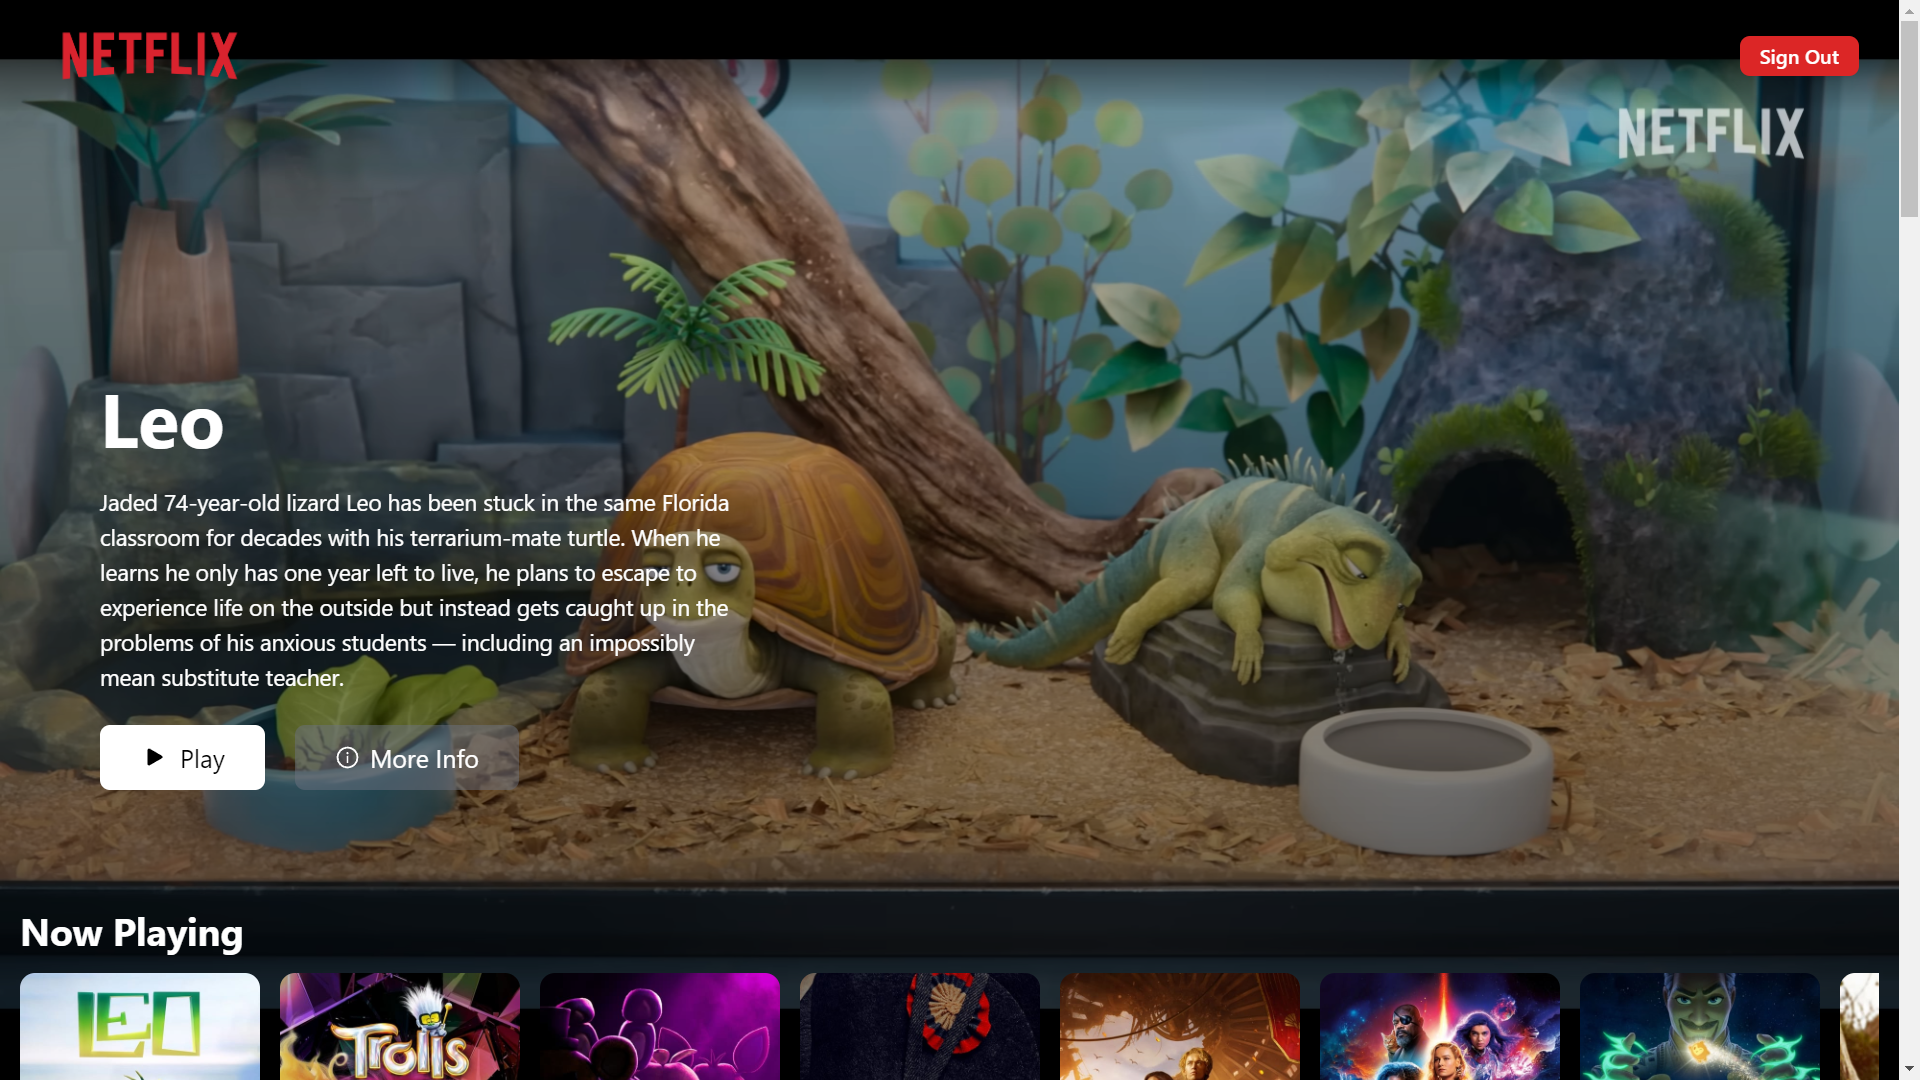 NETFLIX
Sign Out
NETFLIX
Leo
Jaded 74-year-old lizard Leo has been stuck in the same Florida
classroom for decades with his terrarium-mate turtle. When he
learns he only has one year left to live, he plans to escape to
experience life on the outside but instead gets caught up in the
problems of his anxious students — including an impossibly
mean substitute teacher.
Play
More Info
Now Playing
LEO
TROLLS